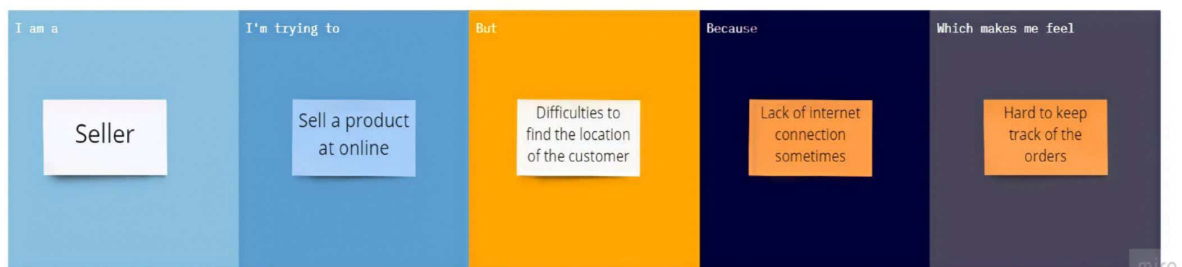 I am a
Seller
I'm trying to
Sell a product
at online
But
Difficulties to
find the location
of the customer
Because
Lack of internet
connection
sometimes
Which makes me feel
Hard to keep
track of the
orders
miro